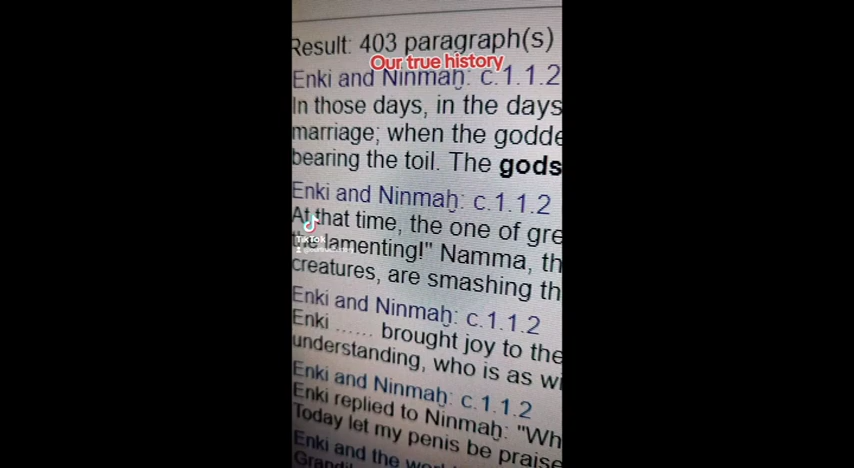 Result: 403 paragraph(s)
Our true history
Enki and Ninmaḫ: c.1.1.2
In those days, in the days
marriage; when the godde
bearing the toil. The gods
Enki and Ninmaḫ: c.1.1.2
At that time, the one of gre
TikTok
the lamenting!" Namma, th
creatures, are smashing th
Enki and Ninmaḫ: c.1.1.2
Enki ...... brought joy to the
understanding, who is as wi
Enki and Ninmaḫ: c.1.1.2
Enki replied to Ninmaḫ: "Wh
Today let my penis be praise
Enki and the